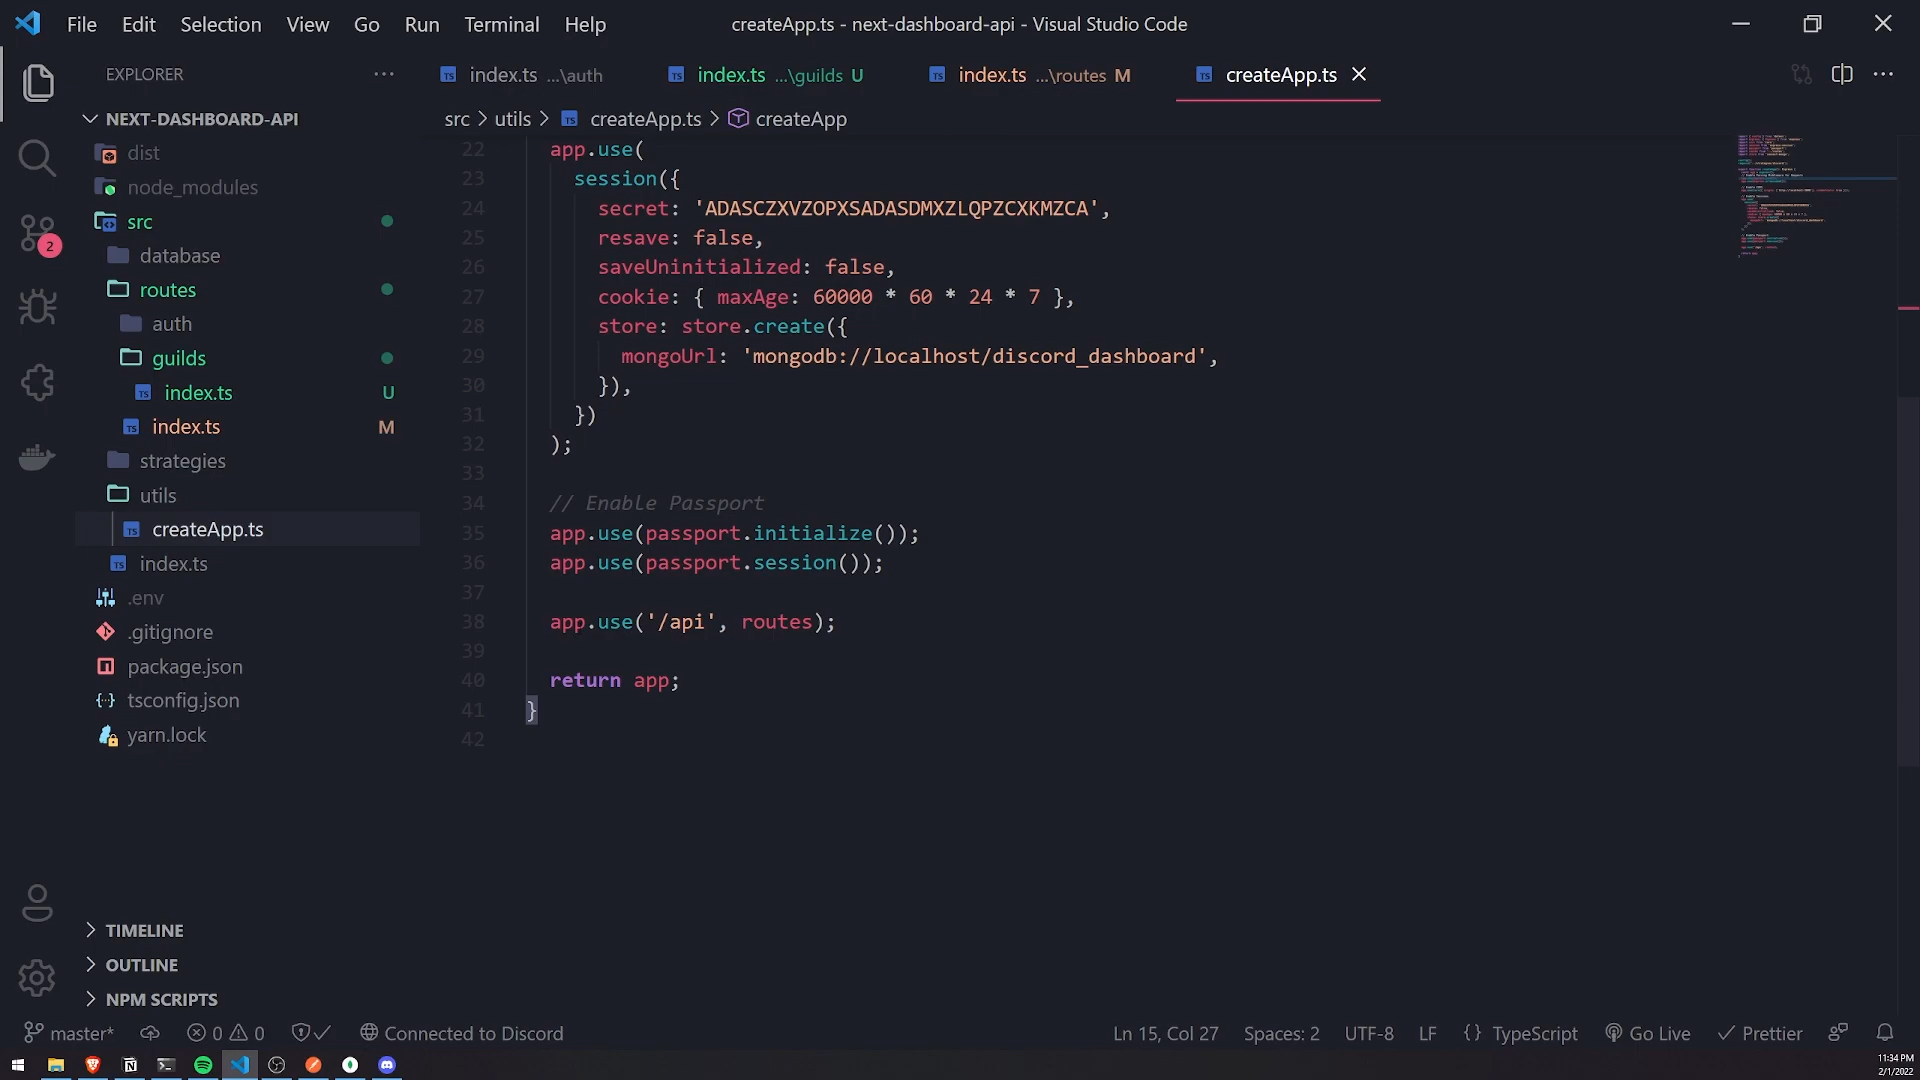 File Edit Selection View Go Run Terminal Help
createApp.ts - next-dashboard-api - Visual Studio Code
EXPLORER
index.ts ...\auth
index.ts ...\guilds U
index.ts ...\routes M
createApp.ts
NEXT-DASHBOARD-API
dist
node_modules
src
database
routes
auth
guilds
index.ts U
index.ts M
strategies
utils
createApp.ts
index.ts
.env
.gitignore
package.json
tsconfig.json
yarn.lock
TIMELINE
OUTLINE
NPM SCRIPTS
2
src > utils > createApp.ts > createApp
22 app.use(
23 session({
24 secret: 'ADASCZXVZOPXSADASDMXZLQPZCXKMZCA',
25 resave: false,
26 saveUninitialized: false,
27 cookie: { maxAge: 60000 * 60 * 24 * 7 },
28 store: store.create({
29 mongoUrl: 'mongodb://localhost/discord_dashboard',
30 }),
31 })
32 );
33
34 // Enable Passport
35 app.use(passport.initialize());
36 app.use(passport.session());
37
38 app.use('/api', routes);
39
40 return app;
41 }
42
master* 0 0 Connected to Discord
Ln 15, Col 27 Spaces: 2 UTF-8 LF {} TypeScript Go Live Prettier
11:34 PM
2/1/2022